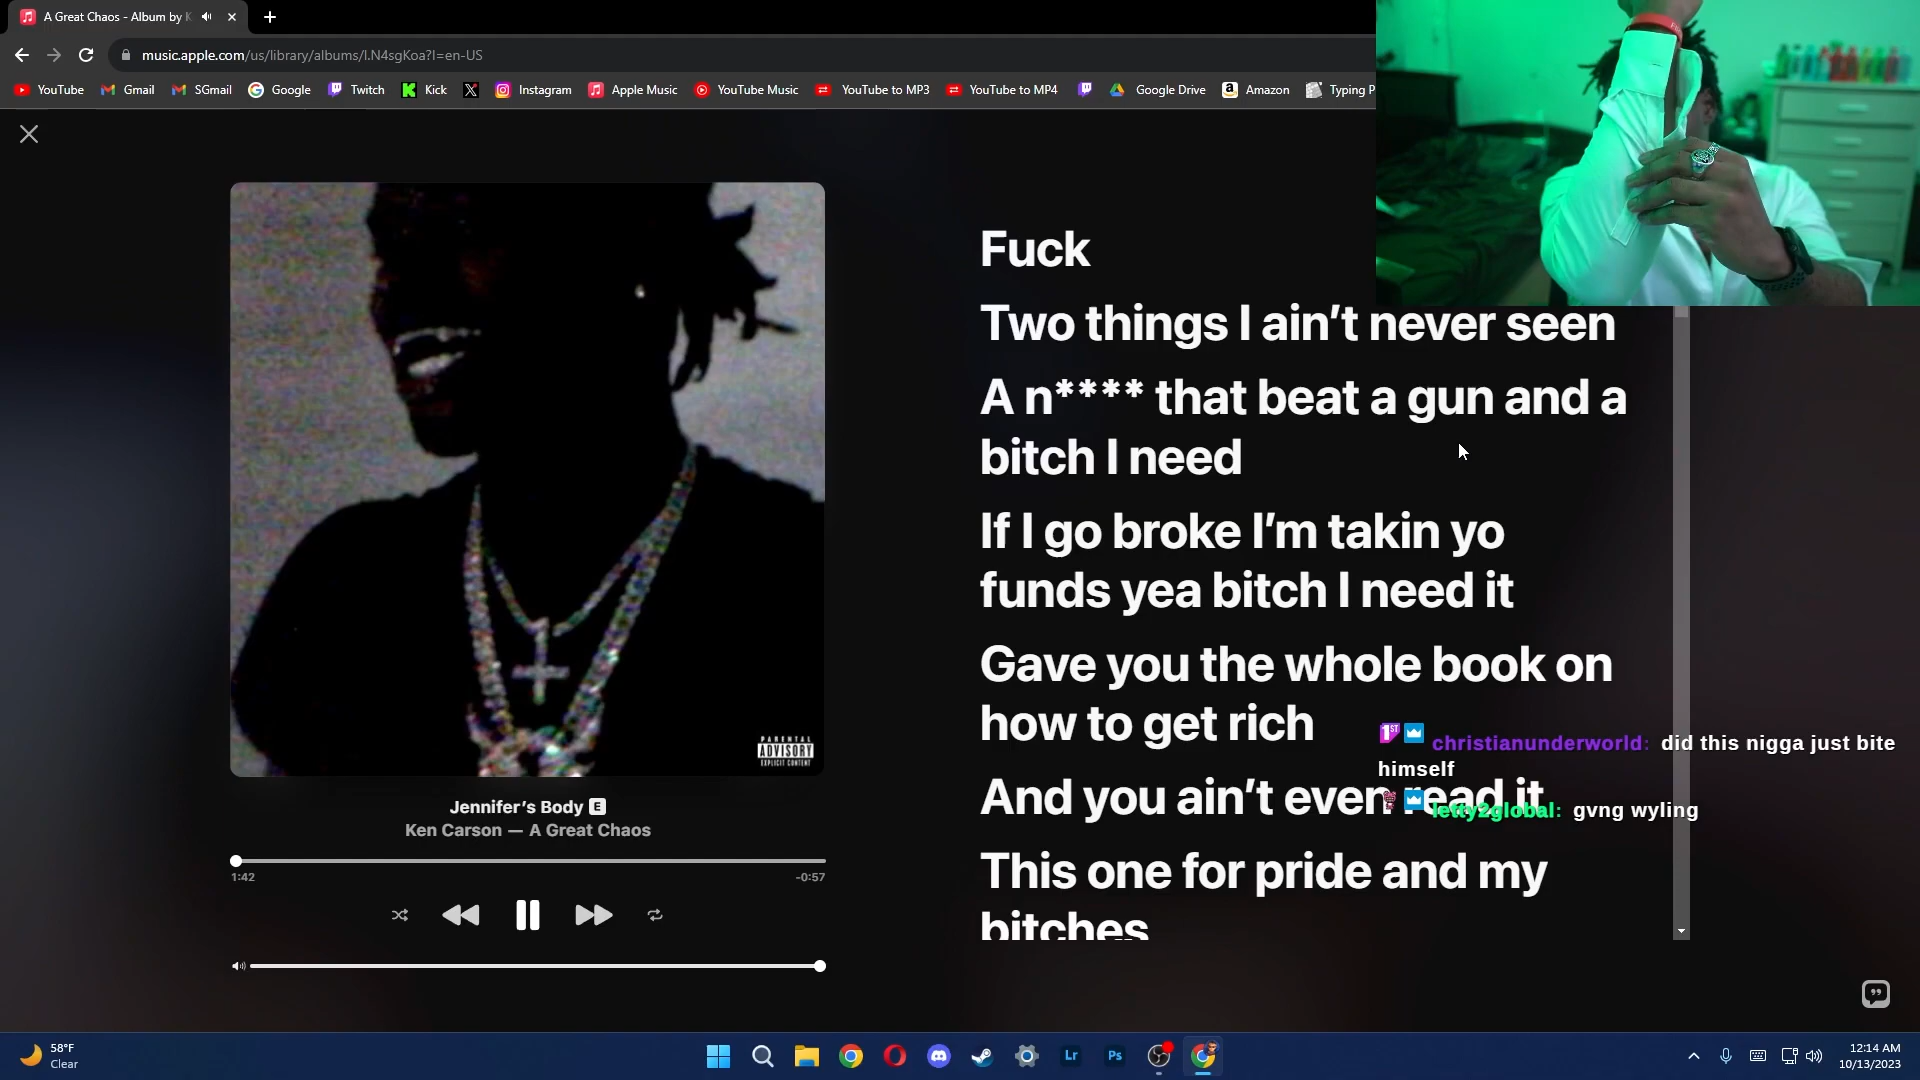 A Great Chaos - Album by K
music.apple.com/us/library/albums/l.N4sgKoa?l=en-US
YouTube Gmail SGmail Google Twitch Kick Instagram Apple Music YouTube Music YouTube to MP3 YouTube to MP4 Google Drive Amazon Typing P
Fuck
Two things I ain’t never seen
A n**** that beat a gun and a
bitch I need
If I go broke I’m takin yo
funds yea bitch I need it
Gave you the whole book on
how to get rich
And you ain’t even read it
This one for pride and my
bitches
christianunderworld: did this nigga just bite
himself
lefty2global: gvng wyling
PARENTAL
ADVISORY
EXPLICIT CONTENT
Jennifer’s Body E
Ken Carson — A Great Chaos
1:42 -0:57
58°F
Clear
Lr Ps
12:14 AM
10/13/2023